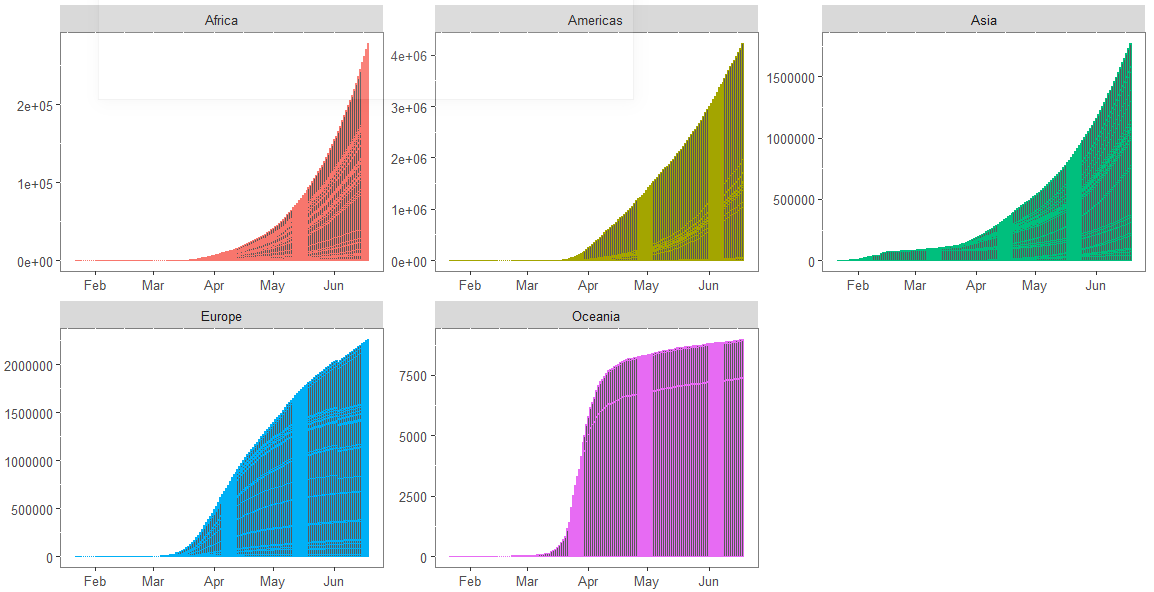 Africa
Americas
Asia
2e+05
1e+05
0e+00
4e+06
3e+06
2e+06
1e+06
0e+00
1500000
1000000
500000
0
Feb Mar Apr May Jun
Feb Mar Apr May Jun
Feb Mar Apr May Jun
Europe
Oceania
2000000
1500000
1000000
500000
0
7500
5000
2500
0
Feb Mar Apr May Jun
Feb Mar Apr May Jun